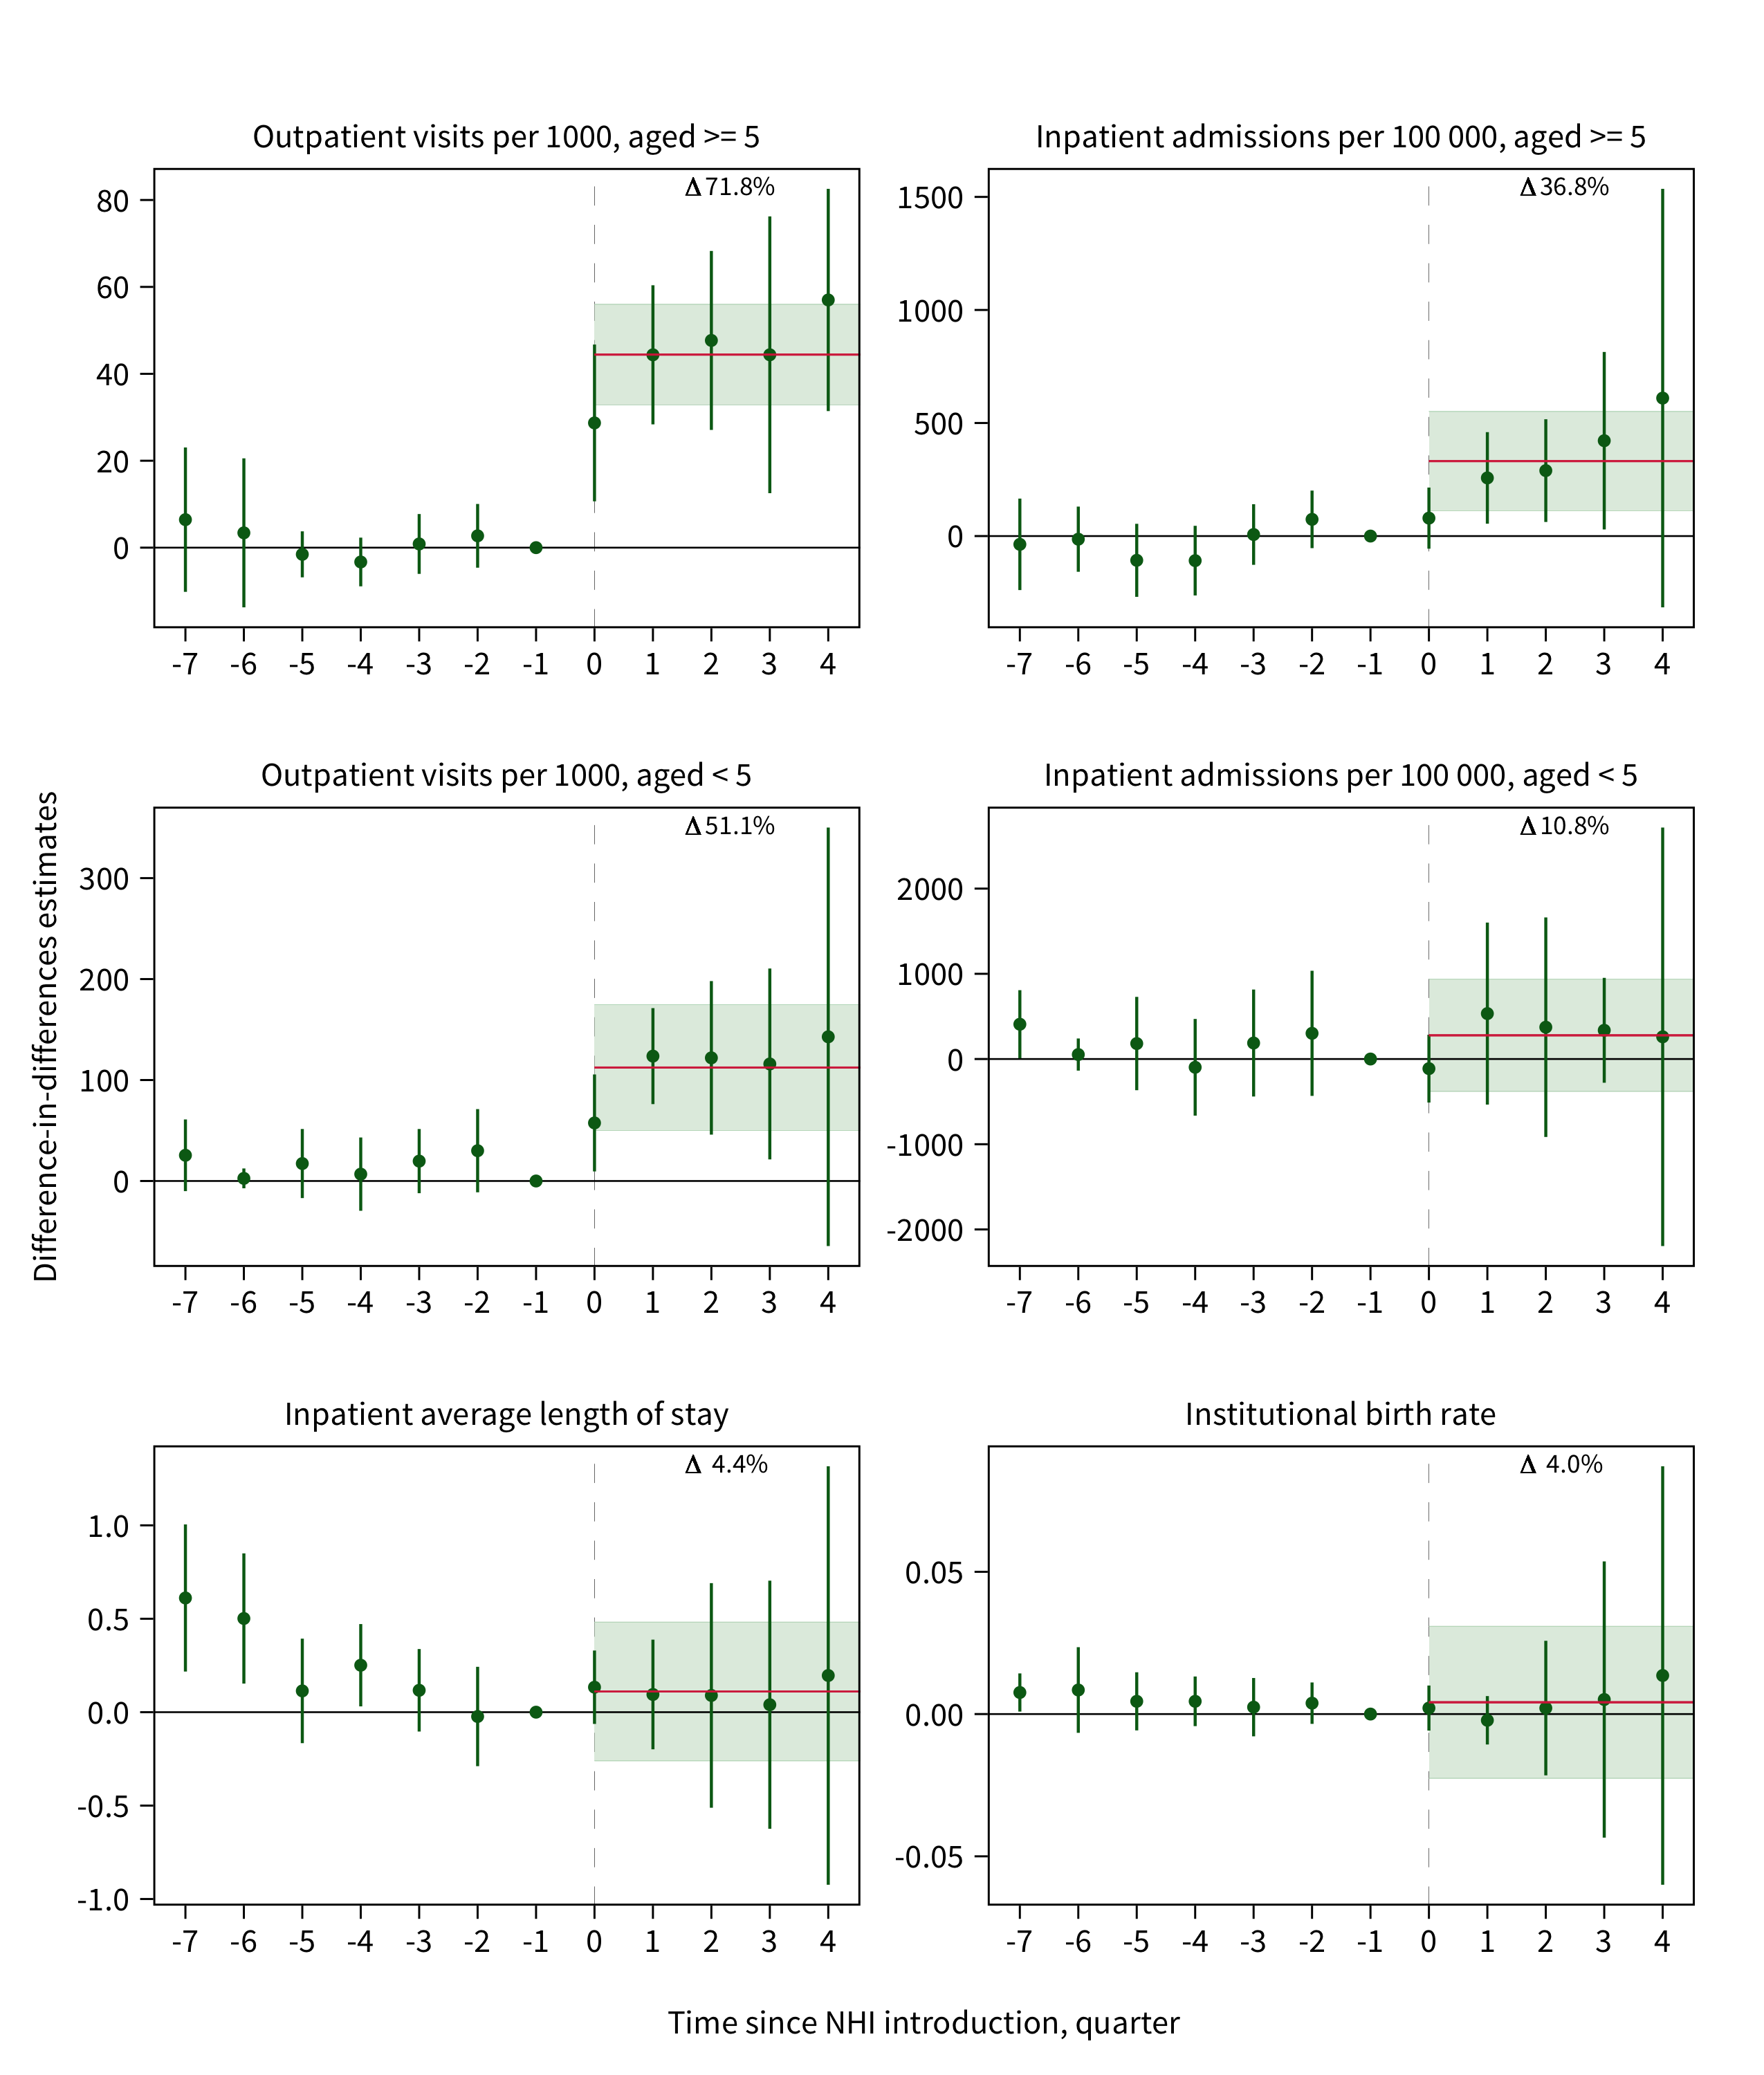 Outpatient visits per 1000, aged >= 5
Δ 71.8%
80
60
40
20
0
-7 -6 -5 -4 -3 -2 -1 0 1 2 3 4
Inpatient admissions per 100 000, aged >= 5
Δ 36.8%
1500
1000
500
0
-7 -6 -5 -4 -3 -2 -1 0 1 2 3 4
Difference-in-differences estimates
Outpatient visits per 1000, aged < 5
Δ 51.1%
300
200
100
0
-7 -6 -5 -4 -3 -2 -1 0 1 2 3 4
Inpatient admissions per 100 000, aged < 5
Δ 10.8%
2000
1000
0
-1000
-2000
-7 -6 -5 -4 -3 -2 -1 0 1 2 3 4
Inpatient average length of stay
Δ 4.4%
1.0
0.5
0.0
-0.5
-1.0
-7 -6 -5 -4 -3 -2 -1 0 1 2 3 4
Institutional birth rate
Δ 4.0%
0.05
0.00
-0.05
-7 -6 -5 -4 -3 -2 -1 0 1 2 3 4
Time since NHI introduction, quarter